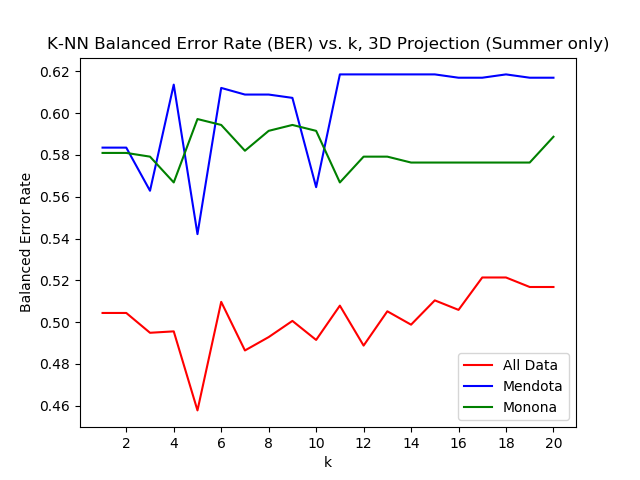 K-NN Balanced Error Rate (BER) vs. k, 3D Projection (Summer only)
0.62
0.60
0.58
0.56
0.54
0.52
0.50
0.48
0.46
Balanced Error Rate
All Data
Mendota
Monona
2 4 6 8 10 12 14 16 18 20
k